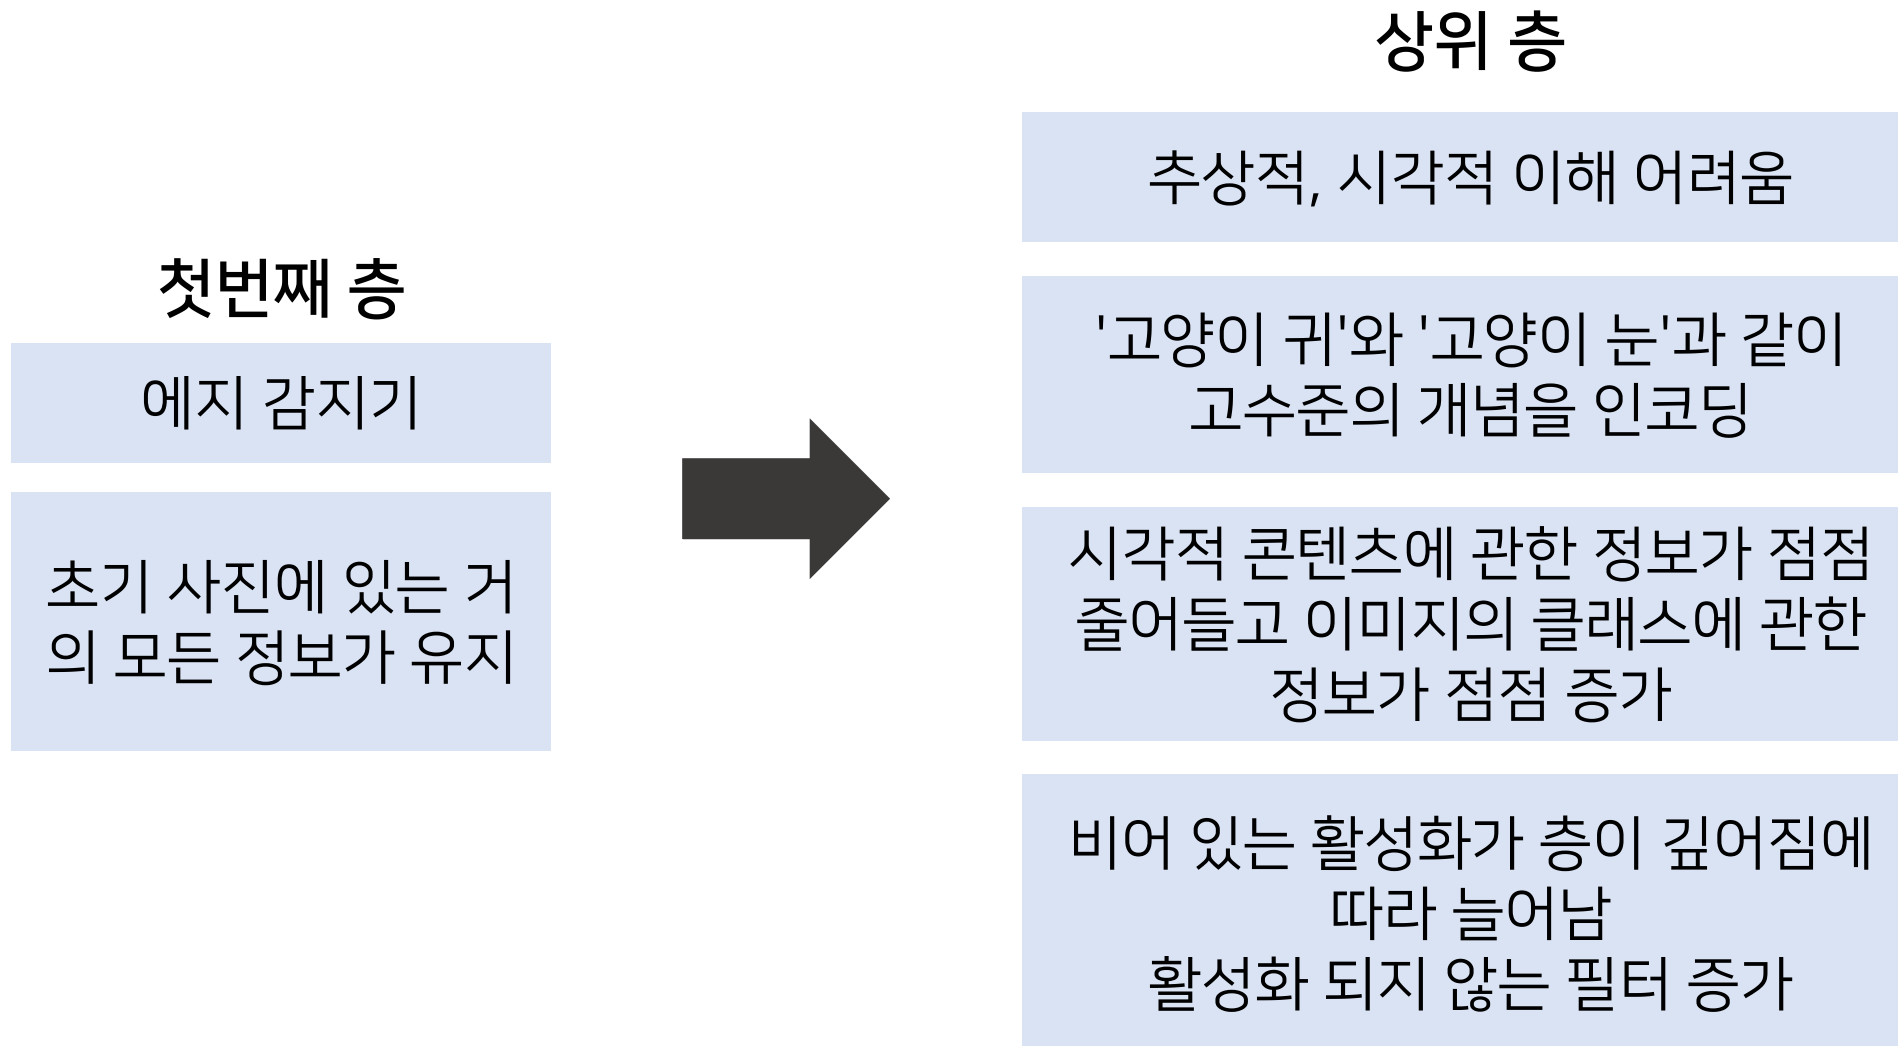 첫번째 층
에지 감지기
초기 사진에 있는 거
의 모든 정보가 유지
상위 층
추상적, 시각적 이해 어려움
'고양이 귀'와 '고양이 눈'과 같이
고수준의 개념을 인코딩
시각적 콘텐츠에 관한 정보가 점점
줄어들고 이미지의 클래스에 관한
정보가 점점 증가
비어 있는 활성화가 층이 깊어짐에
따라 늘어남
활성화 되지 않는 필터 증가